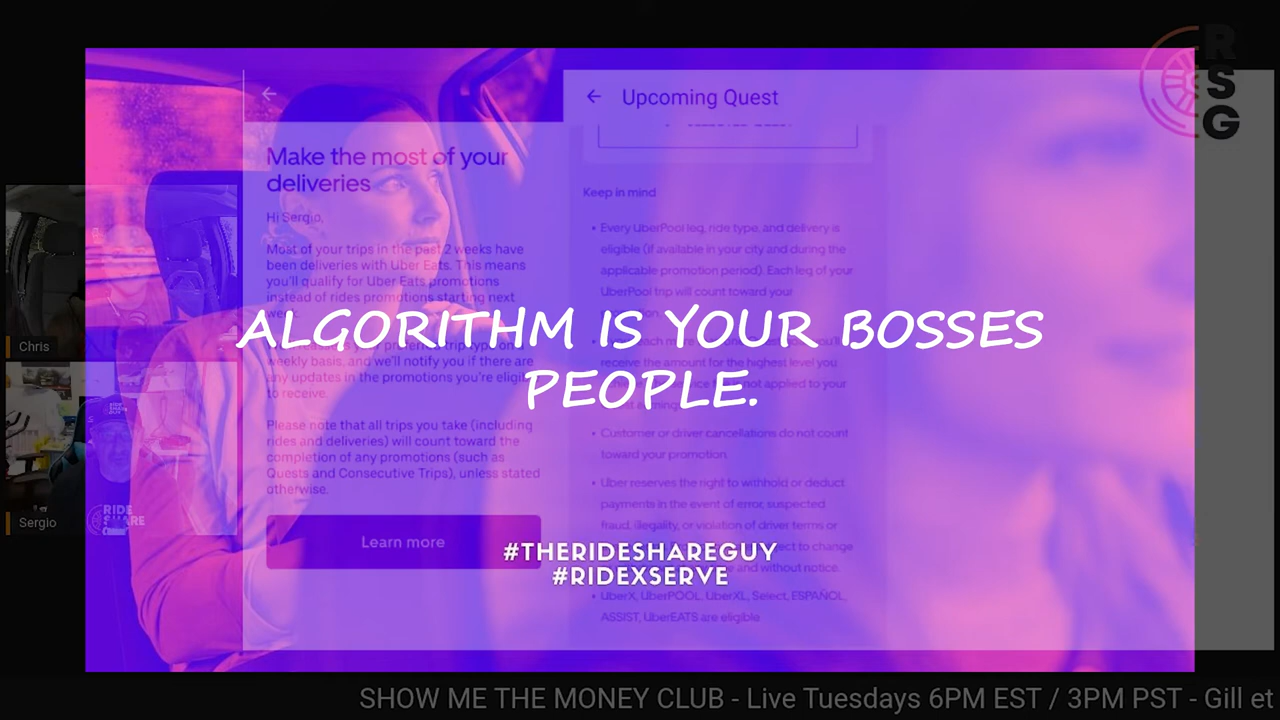 R
S
G
←
← Upcoming Quest
Make the most of your
deliveries
Hi Sergio,
Most of your trips in the past 2 weeks have
been deliveries with Uber Eats. This means
you'll qualify for Uber Eats promotions
instead of rides promotions starting next
week.
weekly basis, and we'll notify you if there are
any updates in the promotions you're
to receive.
Please note that all trips you take (including
rides and deliveries) will count toward the
completion of any promotions (such as
Quests and Consecutive Trips), unless stated
otherwise.
Learn more
Keep in mind
• Every UberPool leg, ride type, and delivery is
eligible (if available in your city and during the
applicable promotion period). Each leg of your
UberPool trip will count toward your
receive the amount for the highest level you
not applied to your
• Customer or driver cancellations do not count
toward your promotion.
• Uber reserves the right to withhold or deduct
payments in the event of error, suspected
fraud, illegality, or violation of driver terms or
to change
and without notice.
• UberX, UberPOOL, UberXL, Select, ESPAÑOL,
ASSIST, UberEATS are eligible
ALGORITHM IS YOUR BOSSES
PEOPLE.
#THERIDESHAREGUY
#RIDEXSERVE
Chris
Sergio
RIDE
SHARE
SHOW ME THE MONEY CLUB - Live Tuesdays 6PM EST / 3PM PST - Gill et